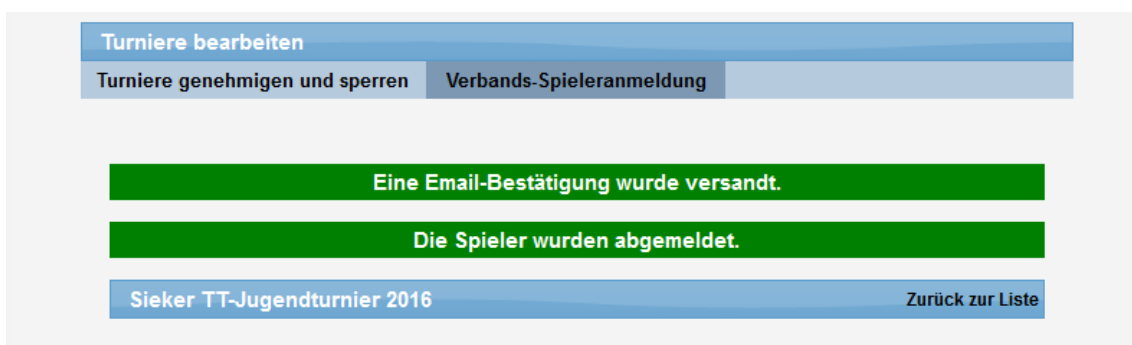 Turniere bearbeiten
Turniere genehmigen und sperren Verbands-Spieleranmeldung
Eine Email-Bestätigung wurde versandt.
Die Spieler wurden abgemeldet.
Sieker TT-Jugendturnier 2016 Zurück zur Liste